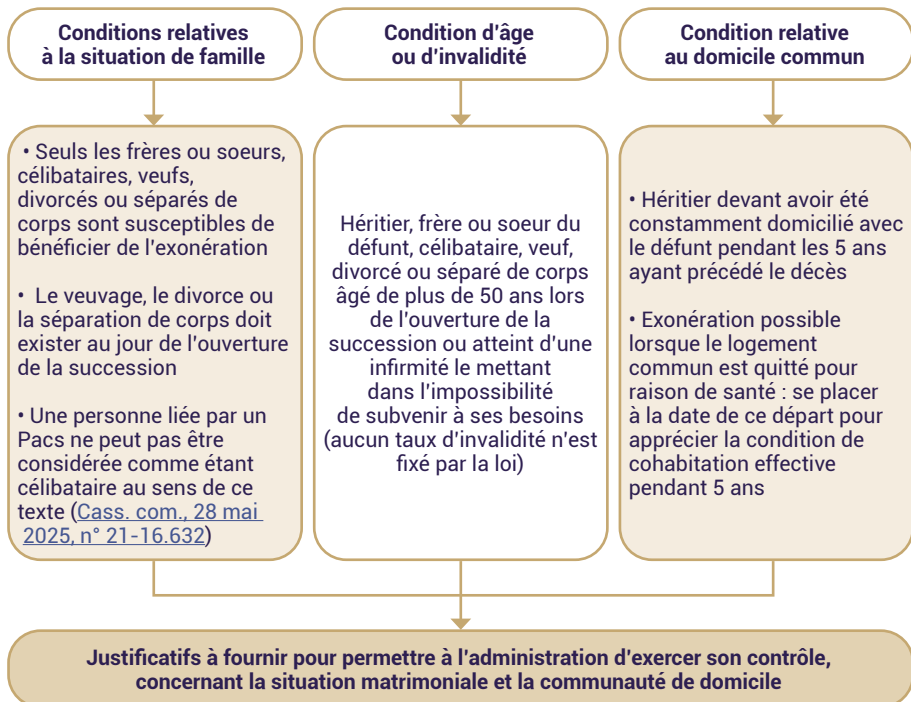 Conditions relatives
à la situation de famille
Condition d'âge
ou d'invalidité
Condition relative
au domicile commun
• Seuls les frères ou soeurs,
célibataires, veufs,
divorcés ou séparés de
corps sont susceptibles de
bénéficier de l'exonération
• Le veuvage, le divorce ou
la séparation de corps doit
exister au jour de l'ouverture
de la succession
• Une personne liée par un
Pacs ne peut pas être
considérée comme étant
célibataire au sens de ce
texte (Cass. com., 28 mai
2025, n° 21-16.632)
Héritier, frère ou soeur du
défunt, célibataire, veuf,
divorcé ou séparé de corps
âgé de plus de 50 ans lors
de l'ouverture de la
succession ou atteint d'une
infirmité le mettant
dans l'impossibilité
de subvenir à ses besoins
(aucun taux d'invalidité n'est
fixé par la loi)
• Héritier devant avoir été
constamment domicilié avec
le défunt pendant les 5 ans
ayant précédé le décès
• Exonération possible
lorsque le logement
commun est quitté pour
raison de santé : se placer
à la date de ce départ pour
apprécier la condition de
cohabitation effective
pendant 5 ans
Justificatifs à fournir pour permettre à l'administration d'exercer son contrôle,
concernant la situation matrimoniale et la communauté de domicile